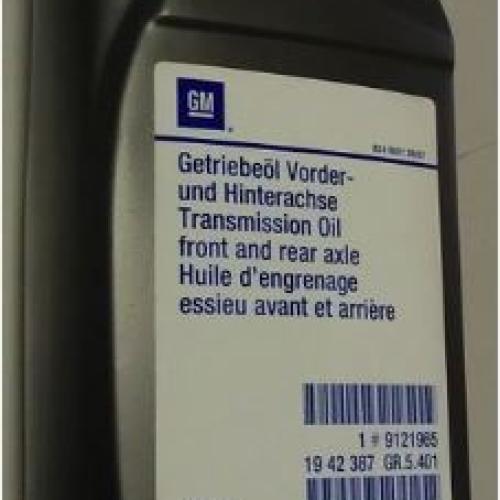 GM
Getriebeöl Vorder-
und Hinterachse
Transmission Oil
front and rear axle
Huile d'engrenage
essieu avant et arrière
1 # 9121965
19 42 387 GR.5.401